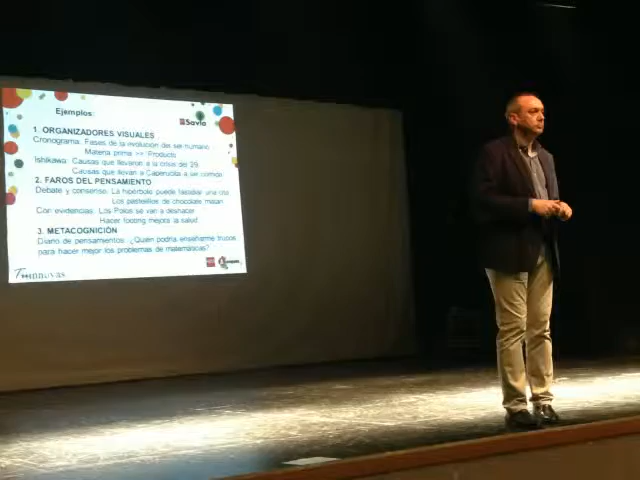 Ejemplos:
Savia
1. ORGANIZADORES VISUALES
Cronograma: Fases de la evolución del ser humano
Materia prima >> Producto
Ishikawa: Causas que llevaron a la crisis del 29
Causas que llevan a Caperucita a ser comida
2. FAROS DEL PENSAMIENTO
Debate y consenso: La hipérbole puede fastidiar una cita
Los pastelillos de chocolate matan
Con evidencias: Los Polos se van a deshacer
Hacer footing mejora la salud
3. METACOGNICIÓN
Diario de pensamientos: ¿Quién podría enseñarme trucos
para hacer mejor los problemas de matemáticas?